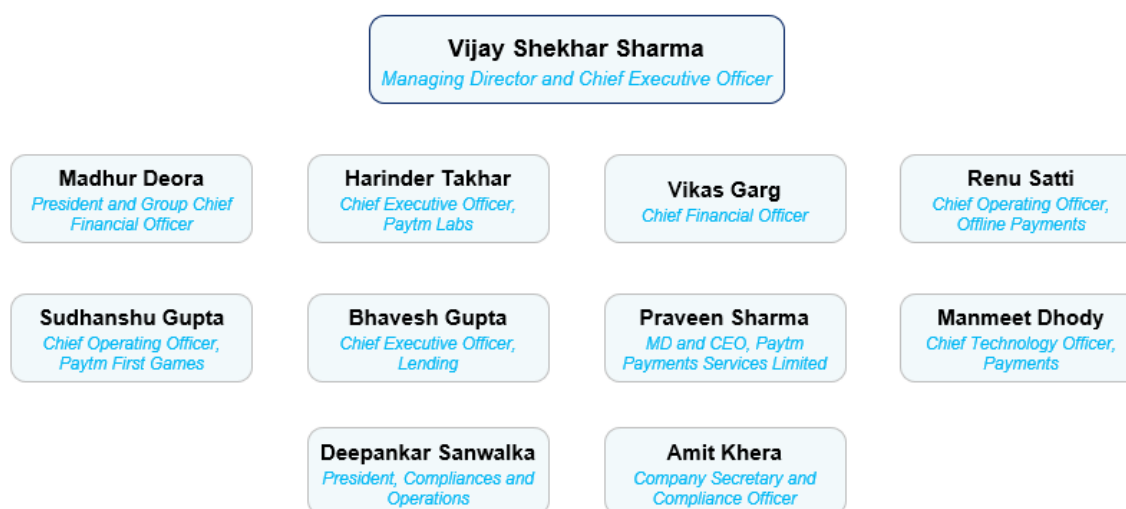 Vijay Shekhar Sharma
Managing Director and Chief Executive Officer
Madhur Deora
President and Group Chief
Financial Officer
Harinder Takhar
Chief Executive Officer,
Paytm Labs
Vikas Garg
Chief Financial Officer
Renu Satti
Chief Operating Officer,
Offline Payments
Sudhanshu Gupta
Chief Operating Officer,
Paytm First Games
Bhavesh Gupta
Chief Executive Officer,
Lending
Praveen Sharma
MD and CEO, Paytm
Payments Services Limited
Manmeet Dhody
Chief Technology Officer,
Payments
Deepankar Sanwalka
President, Compliances and
Operations
Amit Khera
Company Secretary and
Compliance Officer